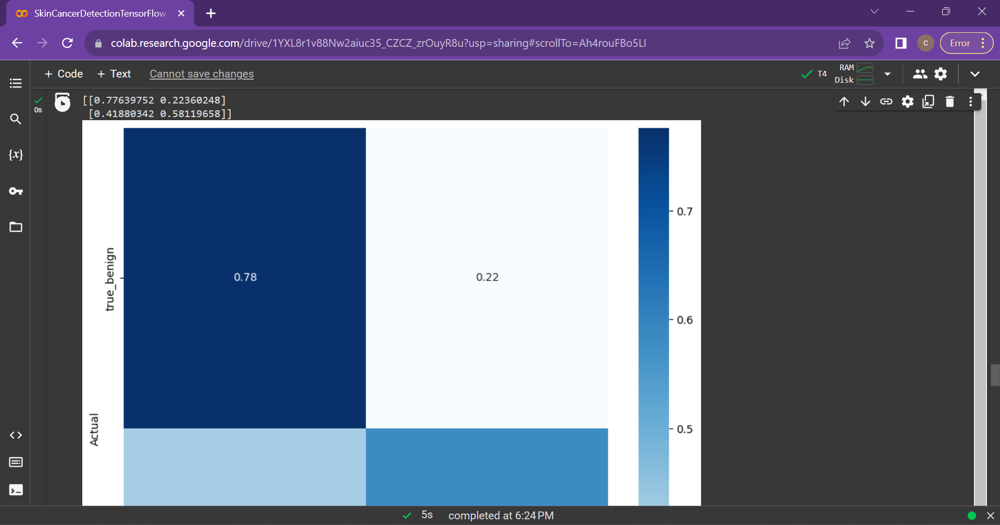 SkinCancerDetectionTensorFlow
colab.research.google.com/drive/1YXL8r1v88Nw2aiuc35_CZCZ_zrOuyR8u?usp=sharing#scrollTo=Ah4rouFBo5LI
C
Error
+ Code + Text Cannot save changes
T4 RAM
Disk
{x}
0s
[[0.77639752 0.22360248]
[0.41880342 0.58119658]]
true_benign
Actual
0.78
0.22
0.7
0.6
0.5
5s completed at 6:24 PM